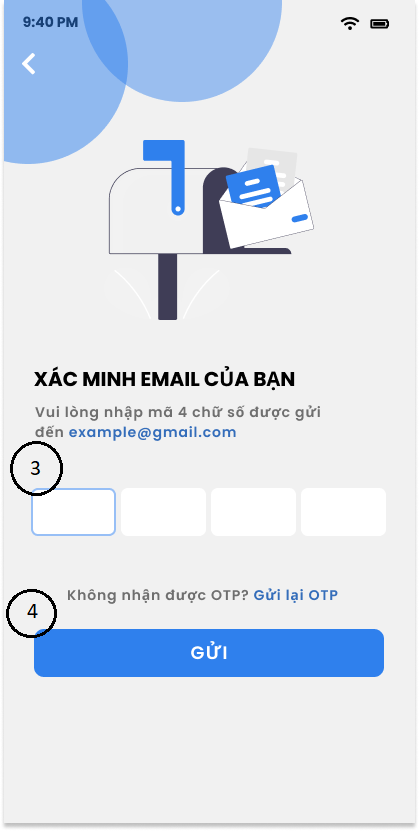 9:40 PM
XÁC MINH EMAIL CỦA BẠN
Vui lòng nhập mã 4 chữ số được gửi
đến example@gmail.com
3
Không nhận được OTP? Gửi lại OTP
4
GỬI